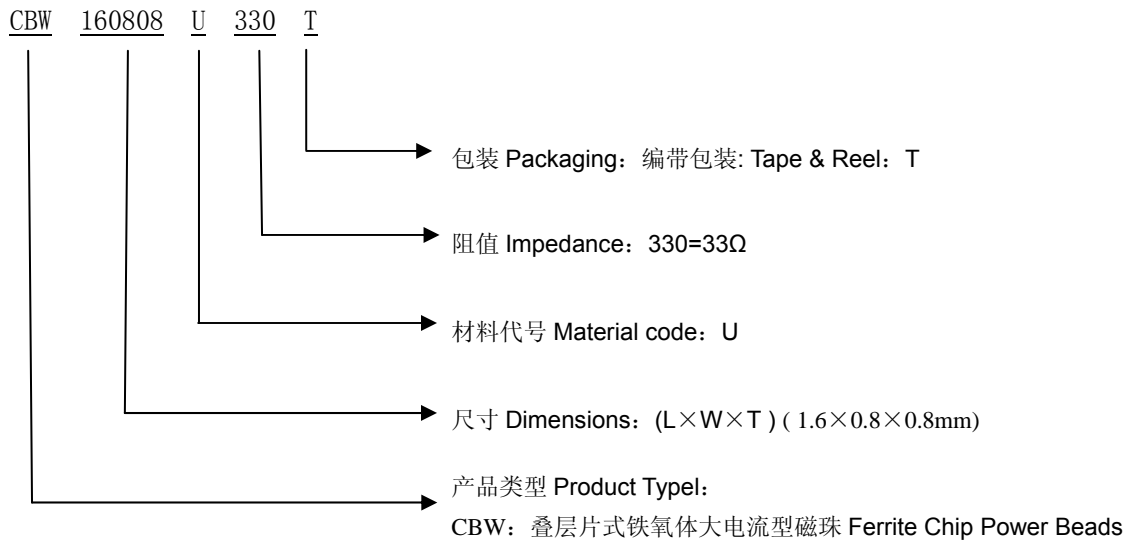 CBW 160808 U 330 T
包装 Packaging：编带包装: Tape & Reel：T
阻值 Impedance：330=33Ω
材料代号 Material code：U
尺寸 Dimensions：(L×W×T ) ( 1.6×0.8×0.8mm)
产品类型 Product Typel：
CBW：叠层片式铁氧体大电流型磁珠 Ferrite Chip Power Beads